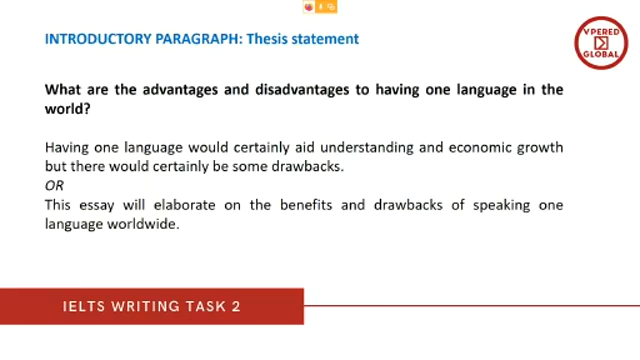 INTRODUCTORY PARAGRAPH: Thesis statement
VPERED
GLOBAL
What are the advantages and disadvantages to having one language in the
world?
Having one language would certainly aid understanding and economic growth
but there would certainly be some drawbacks.
OR
This essay will elaborate on the benefits and drawbacks of speaking one
language worldwide.
IELTS WRITING TASK 2